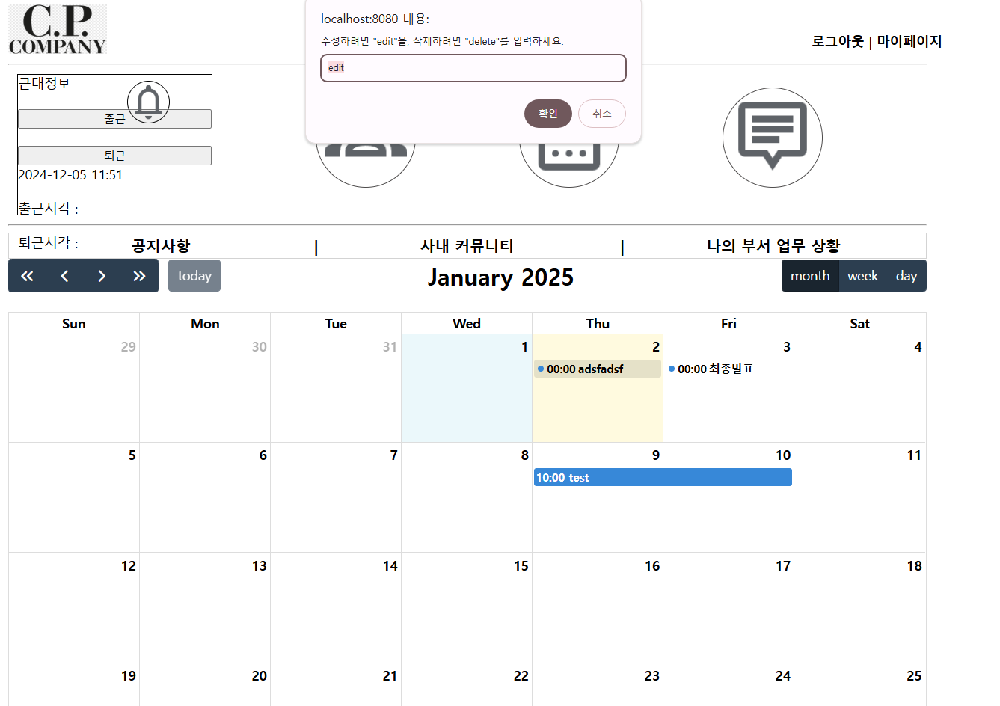 C.P.
COMPANY
localhost:8080 내용:
수정하려면 "edit"을, 삭제하려면 "delete"를 입력하세요:
edit
확인 취소
로그아웃 | 마이페이지
근태정보
출근
퇴근
2024-12-05 11:51
출근시각 :
퇴근시각 :
공지사항 | 사내 커뮤니티 | 나의 부서 업무 상황
today
January 2025
month week day
Sun Mon Tue Wed Thu Fri Sat
29 30 31 1 2 3 4
00:00 adsfadsf 00:00 최종발표
5 6 7 8 9 10 11
10:00 test
12 13 14 15 16 17 18
19 20 21 22 23 24 25